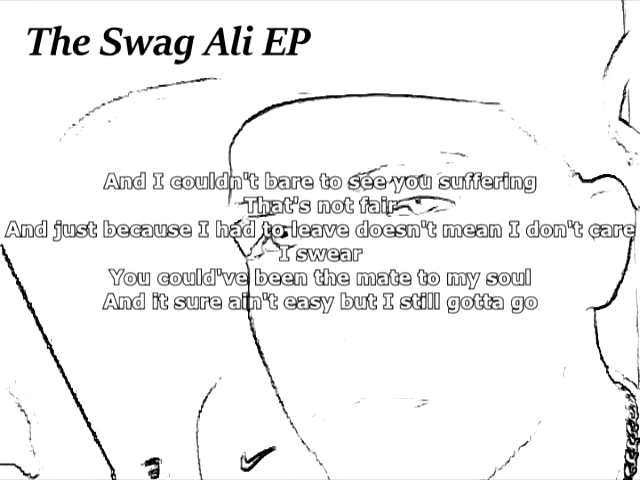 The Swag Ali EP
And I couldn't bare to see you suffering
That's not fair
And just because I had to leave doesn't mean I don't care
I swear
You could've been the mate to my soul
And it sure ain't easy but I still gotta go